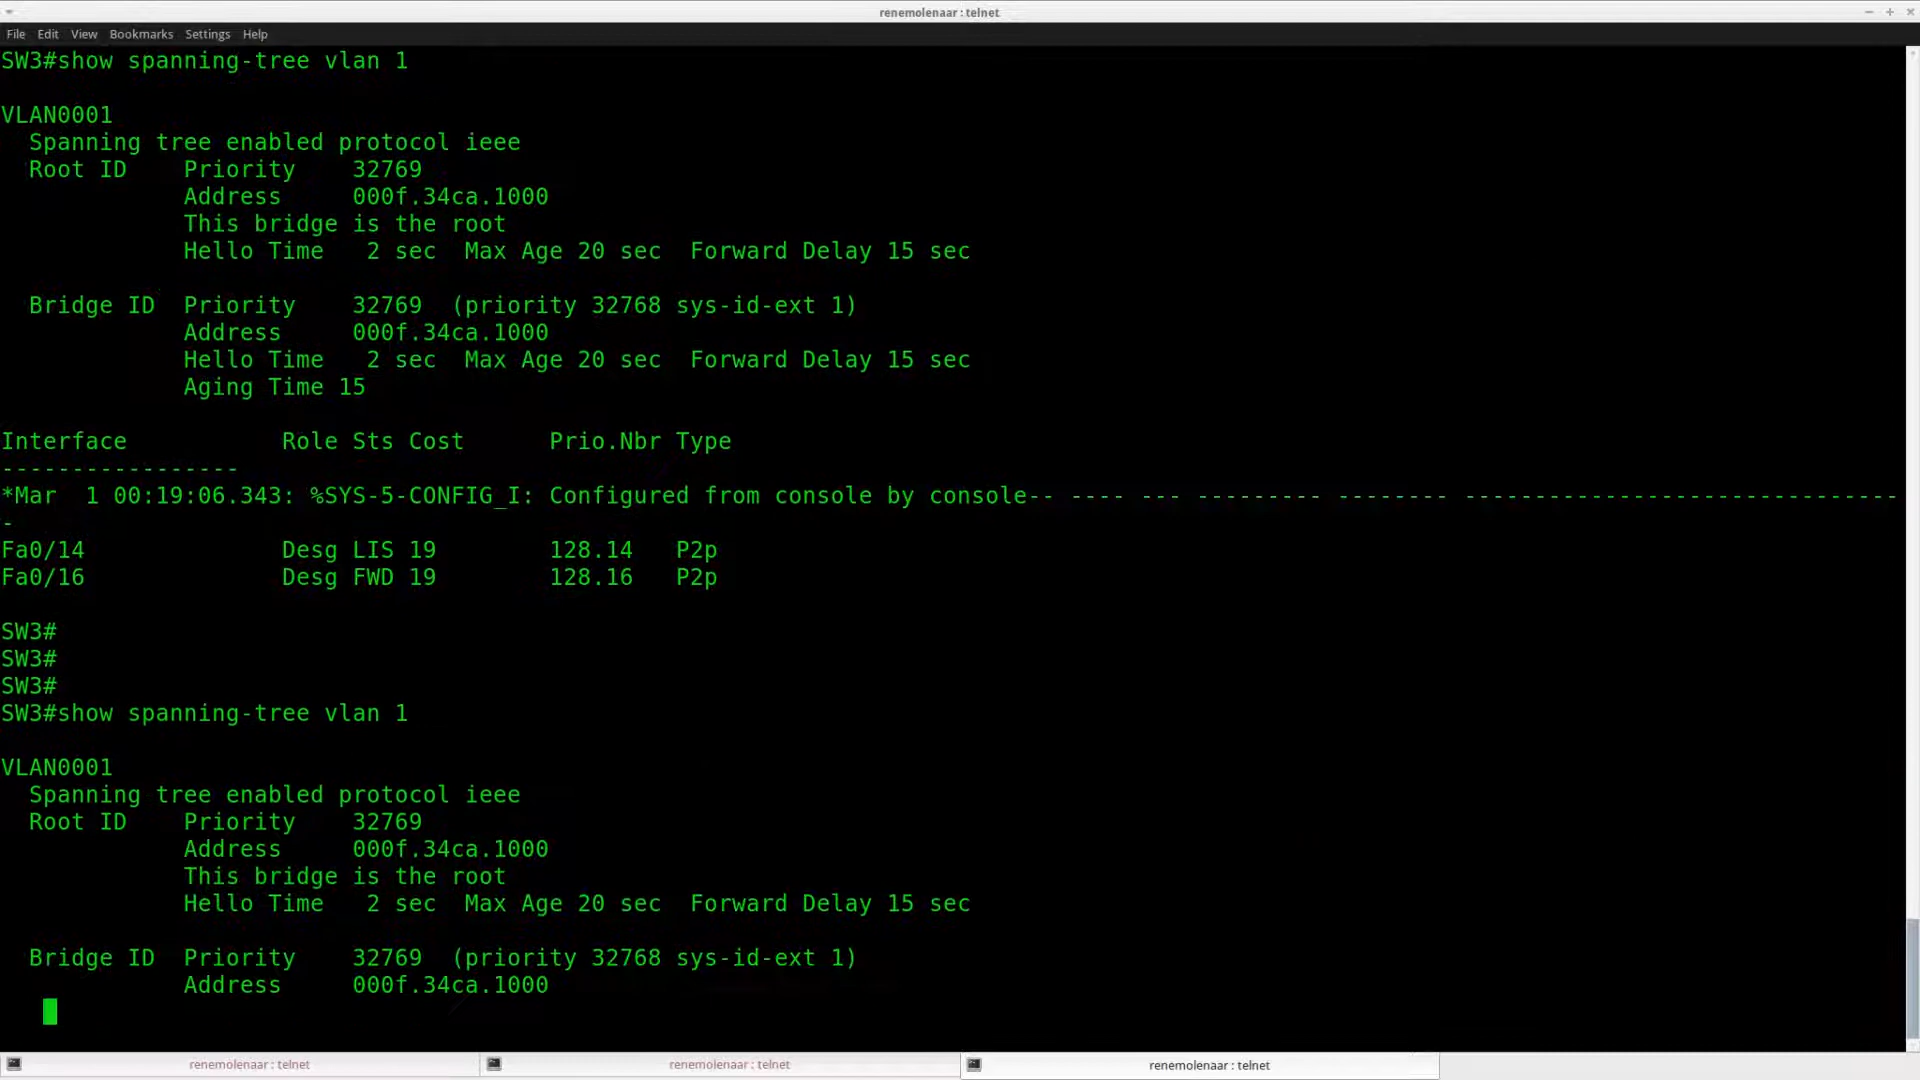 renemolenaar : telnet
File Edit View Bookmarks Settings Help
SW3#show spanning-tree vlan 1
VLAN0001
  Spanning tree enabled protocol ieee
  Root ID    Priority    32769
             Address     000f.34ca.1000
             This bridge is the root
             Hello Time   2 sec  Max Age 20 sec  Forward Delay 15 sec
  Bridge ID  Priority    32769  (priority 32768 sys-id-ext 1)
             Address     000f.34ca.1000
             Hello Time   2 sec  Max Age 20 sec  Forward Delay 15 sec
             Aging Time 15
Interface           Role Sts Cost      Prio.Nbr Type
-----------------
*Mar  1 00:19:06.343: %SYS-5-CONFIG_I: Configured from console by console-- ---- --- --------- -------- -------------------------------
-
Fa0/14              Desg LIS 19        128.14   P2p
Fa0/16              Desg FWD 19        128.16   P2p
SW3#
SW3#
SW3#
SW3#show spanning-tree vlan 1
VLAN0001
  Spanning tree enabled protocol ieee
  Root ID    Priority    32769
             Address     000f.34ca.1000
             This bridge is the root
             Hello Time   2 sec  Max Age 20 sec  Forward Delay 15 sec
  Bridge ID  Priority    32769  (priority 32768 sys-id-ext 1)
             Address     000f.34ca.1000
renemolenaar : telnet renemolenaar : telnet renemolenaar : telnet